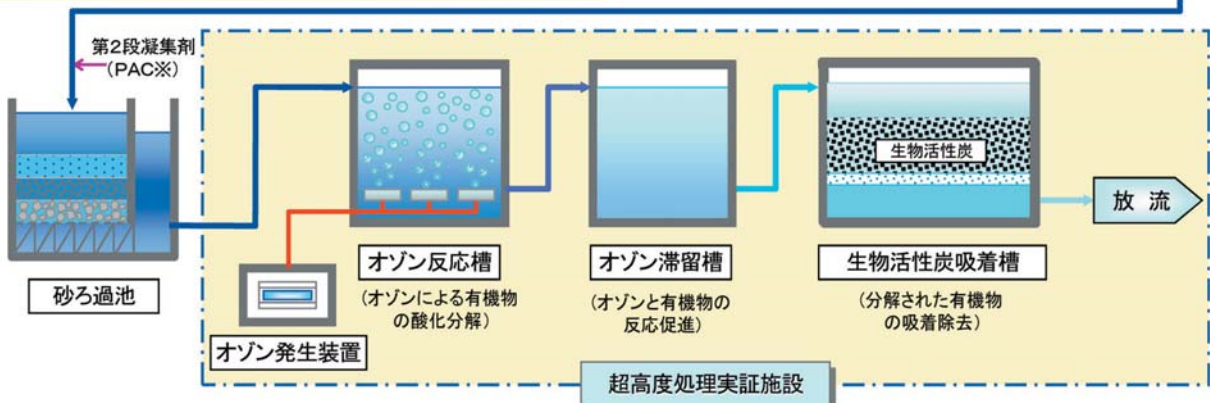 第2段凝集剤
(PAC※)
生物活性炭
放 流
砂ろ過池
オゾン反応槽
(オゾンによる有機物
の酸化分解)
オゾン滞留槽
(オゾンと有機物の
反応促進)
生物活性炭吸着槽
(分解された有機物
の吸着除去)
オゾン発生装置
超高度処理実証施設